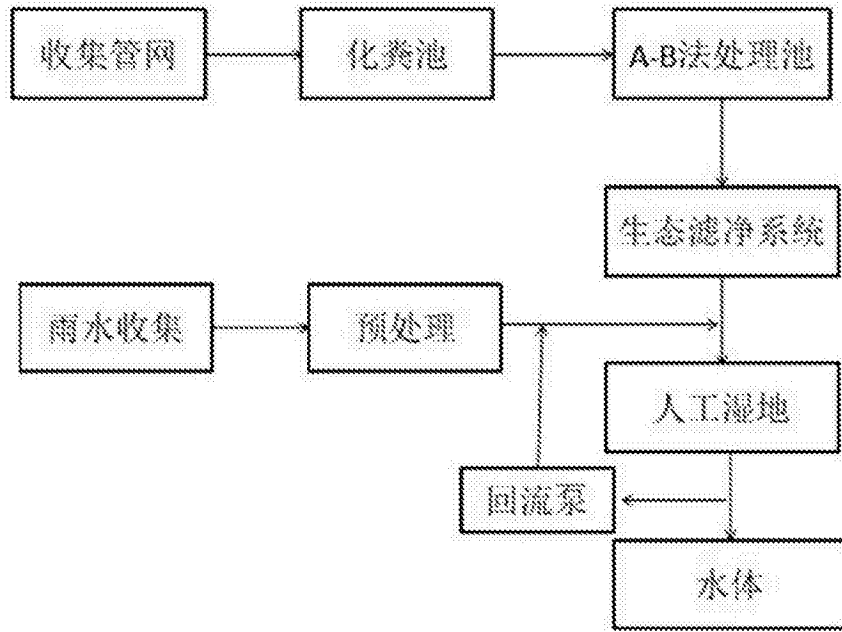 收集管网
化粪池
A-B法处理池
生态滤净系统
雨水收集
预处理
人工湿地
回流泵
水体